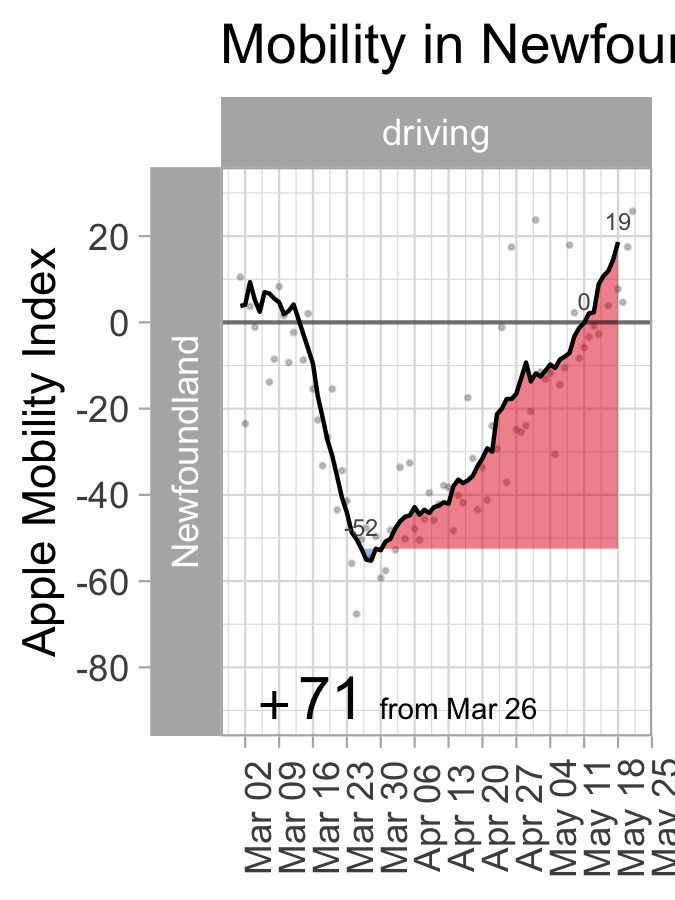 Mobility in Newfour
driving
Newfoundland
Apple Mobility Index
20
0
-20
-40
-60
-80
19
0
-52
+71 from Mar 26
Mar 02
Mar 09
Mar 16
Mar 23
Mar 30
Apr 06
Apr 13
Apr 20
Apr 27
May 04
May 11
May 18
May 25